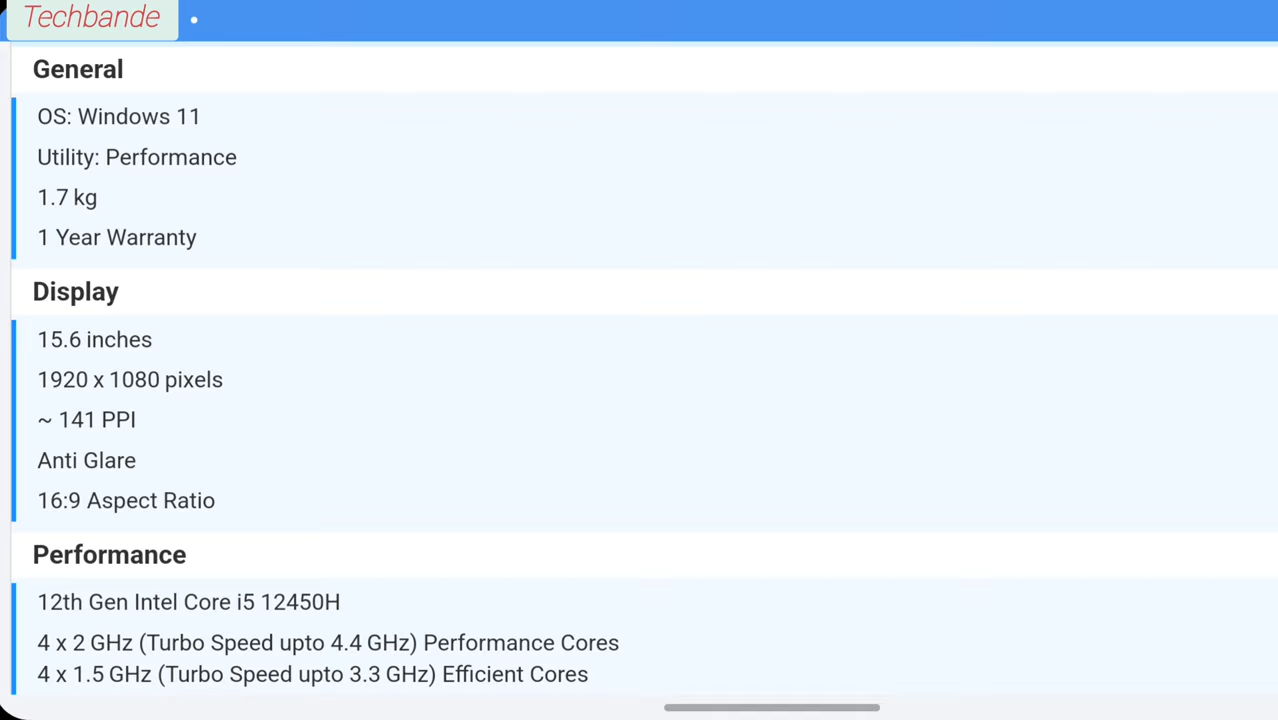 Techbande
General
OS: Windows 11
Utility: Performance
1.7 kg
1 Year Warranty
Display
15.6 inches
1920 x 1080 pixels
~ 141 PPI
Anti Glare
16:9 Aspect Ratio
Performance
12th Gen Intel Core i5 12450H
4 x 2 GHz (Turbo Speed upto 4.4 GHz) Performance Cores
4 x 1.5 GHz (Turbo Speed upto 3.3 GHz) Efficient Cores